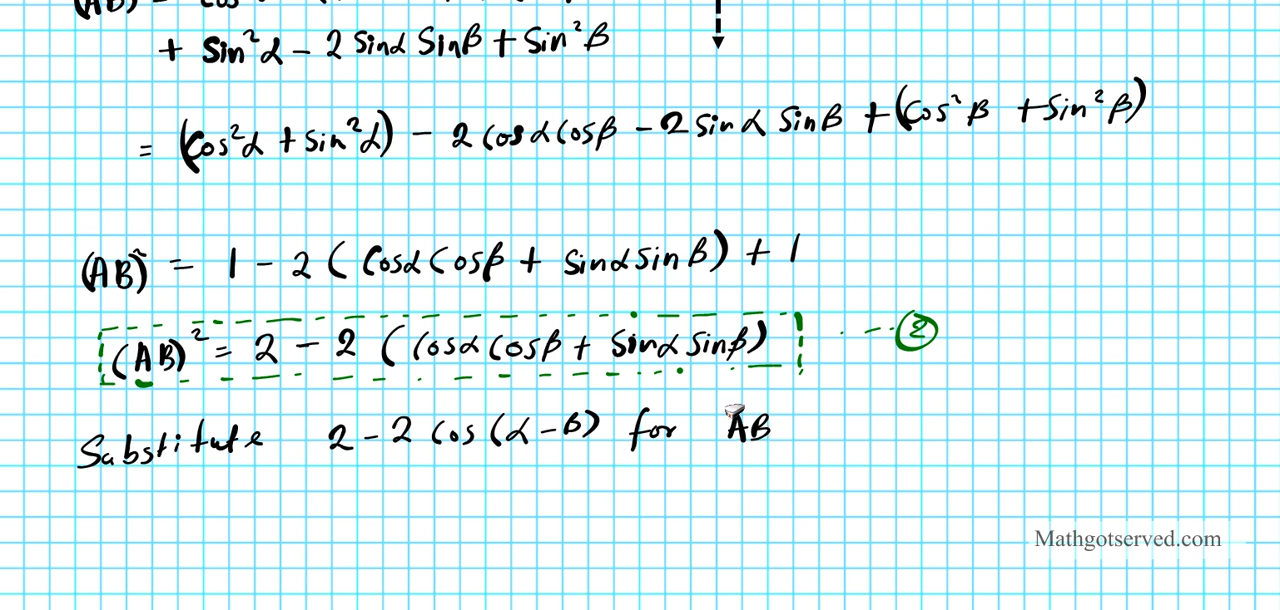 (AB) = cos
+ Sin²α - 2 Sinα Sinβ + Sin²β
= (Cos²α + Sin²α) - 2 Cosα Cosβ - 2 Sinα Sinβ + (Cos²β + Sin²β)
(AB)² = 1 - 2 (Cosα Cosβ + Sinα Sinβ) + 1
(AB)² = 2 - 2 (Cosα Cosβ + Sinα Sinβ) ②
Substitute 2 - 2 Cos(α - β) for AB
Mathgotserved.com